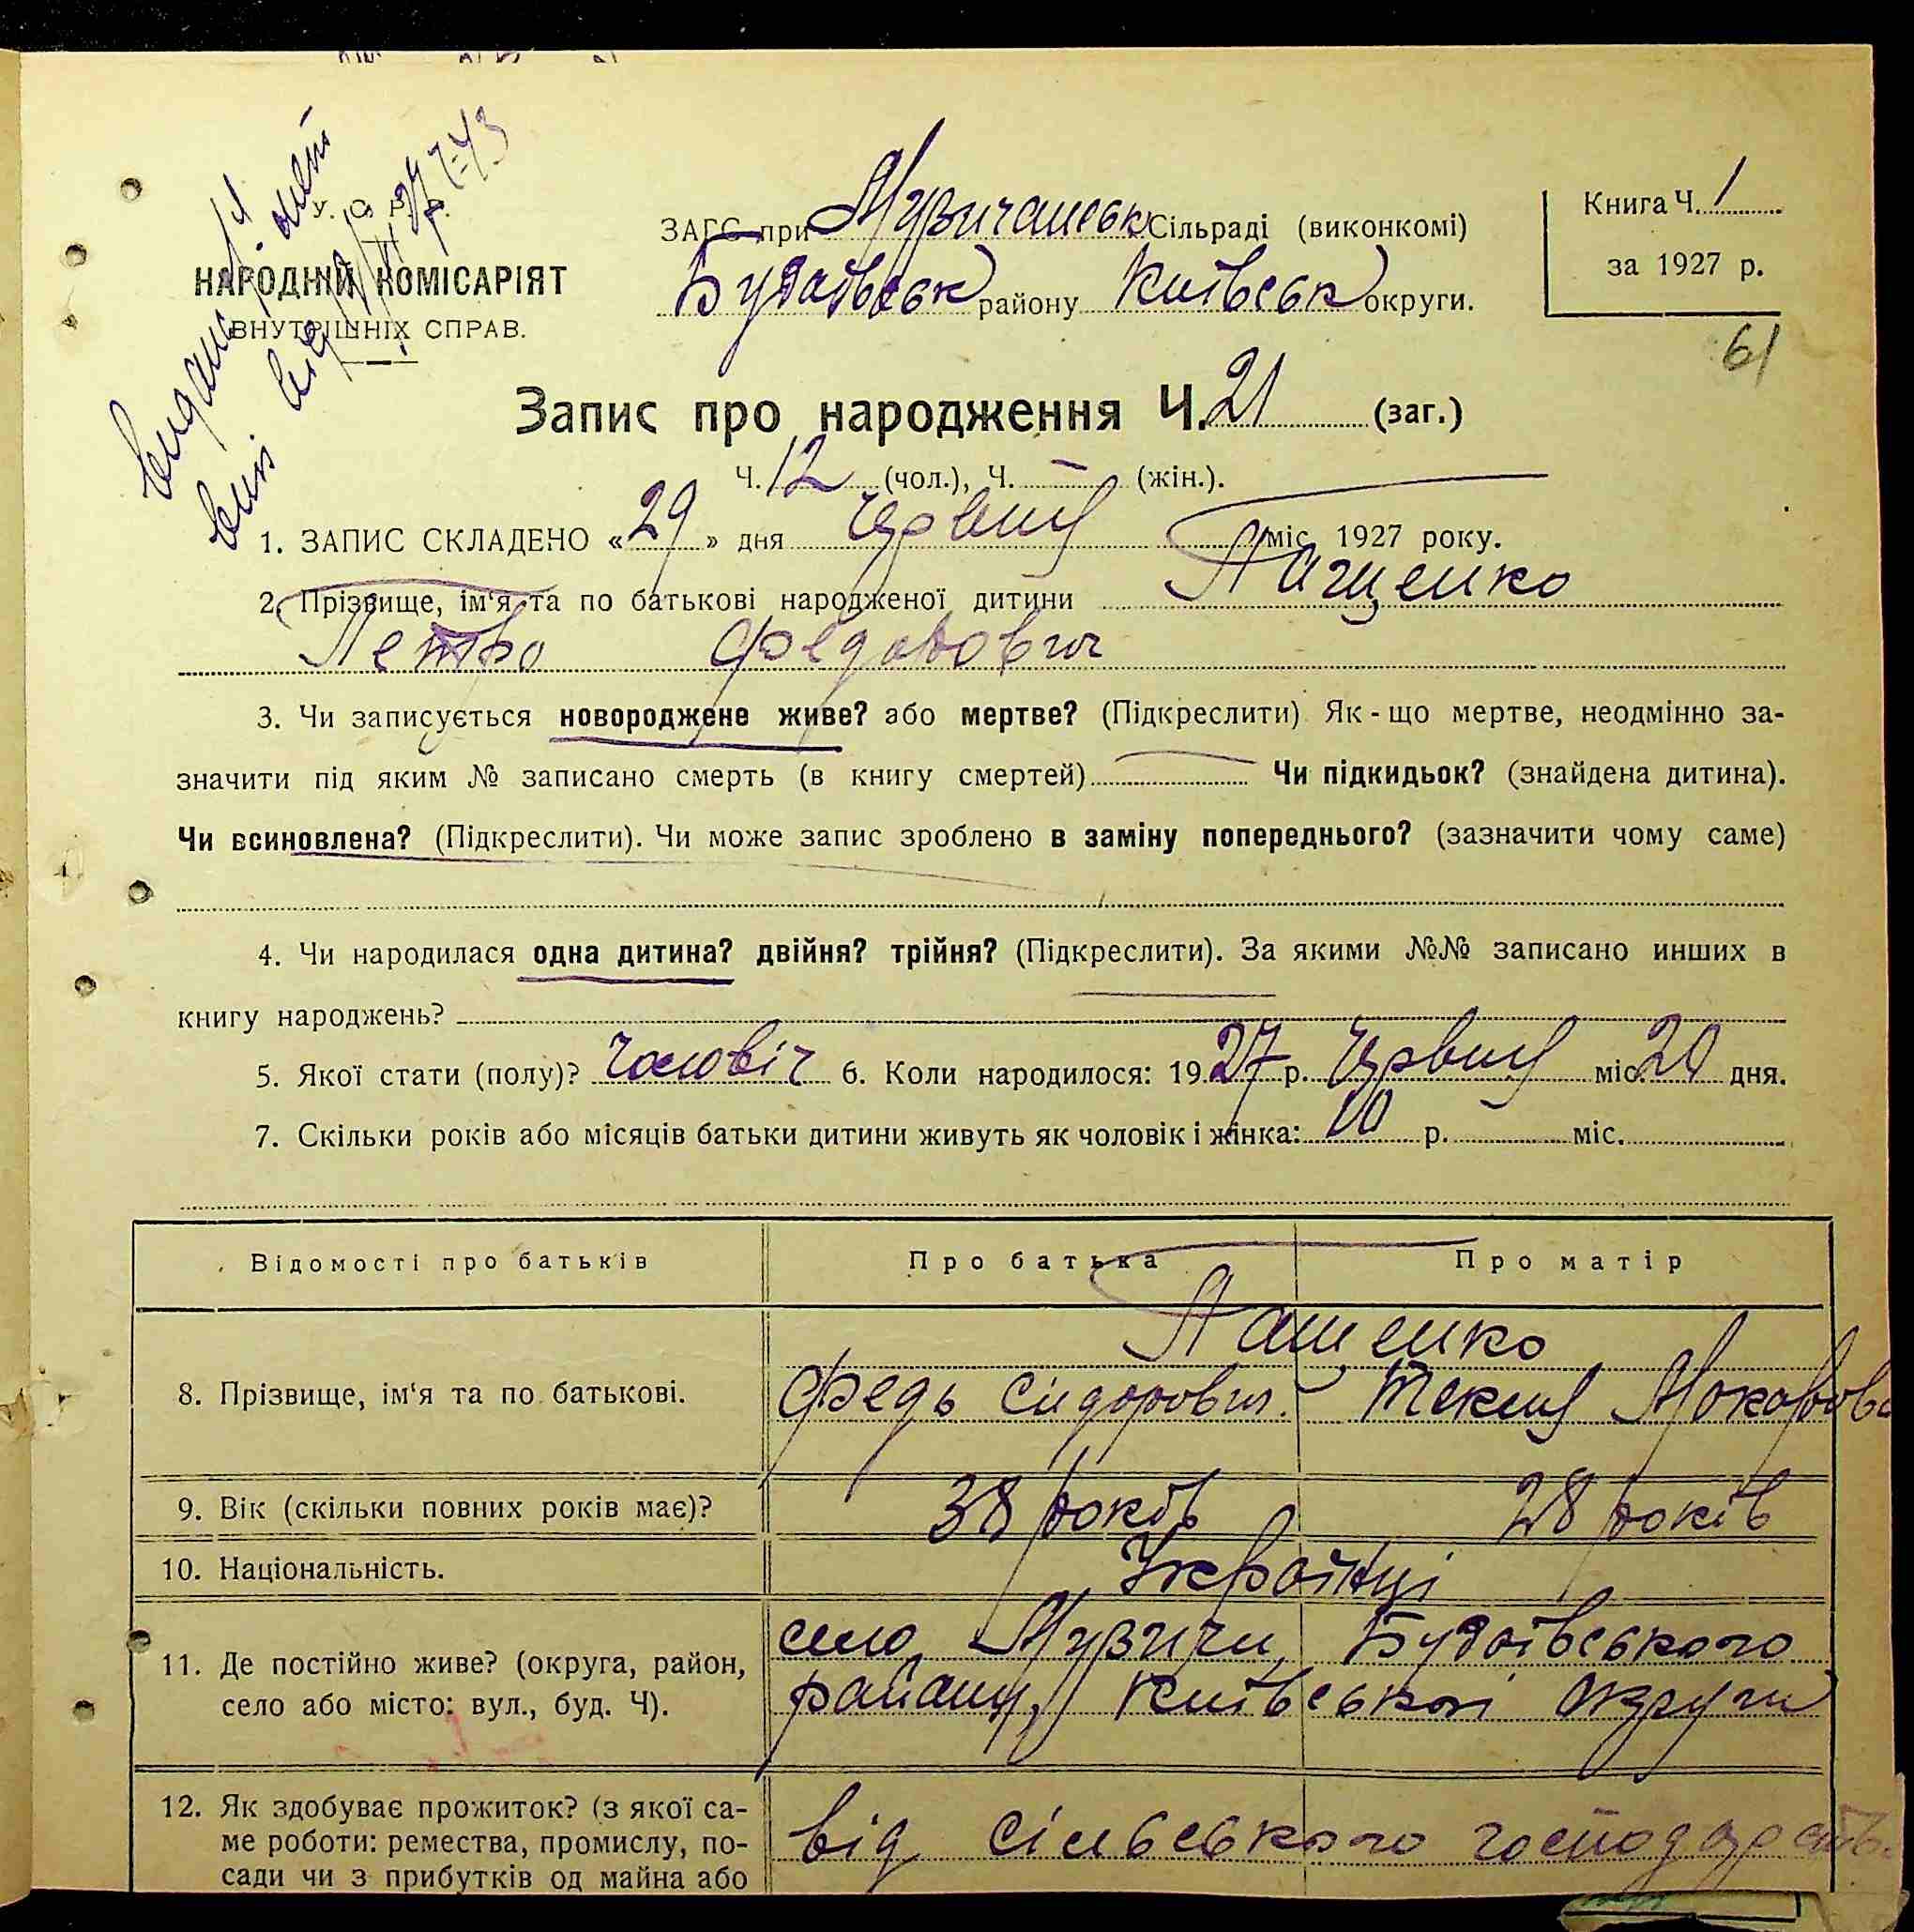 У. С. Р. Р.
НАРОДНІЙ КОМІСАРІЯТ
ВНУТРІШНІХ СПРАВ.
ЗАГС при Музичанськ Сільраді (виконкомі)
Будаївськ району Київськ округи.
Книга Ч. 1
за 1927 р.
61
Запис про народження Ч. 21 (заг.)
Ч. 12 (чол.), Ч. — (жін.).
1. ЗАПИС СКЛАДЕНО «29» дня Червня міс. 1927 року.
2. Прізвище, ім'я та по батькові народженої дитини Пащенко
Петро Федорович
3. Чи записується новороджене живе? або мертве? (Підкреслити) Як-що мертве, неодмінно за-
значити під яким № записано смерть (в книгу смертей) Чи підкидьок? (знайдена дитина).
Чи всиновлена? (Підкреслити). Чи може запис зроблено в заміну попереднього? (зазначити чому саме)
4. Чи народилася одна дитина? двійня? трійня? (Підкреслити). За якими №№ записано инших в
книгу народжень?
5. Якої стати (полу)? чоловіч 6. Коли народилося: 1927 р. Червня міс. 20 дня.
7. Скільки років або місяців батьки дитини живуть як чоловік і жінка: 10 р. міс.
Відомості про батьків Про батька Про матір
Пащенко
8. Прізвище, ім'я та по батькові. Федь Сидорович. Текля Макарова
9. Вік (скільки повних років має)? 38 років 28 років
10. Національність. Українці
село Музичи, Будаївського
11. Де постійно живе? (округа, район,
село або місто: вул., буд. Ч). району, Київської Округи
12. Як здобуває прожиток? (з якої са-
ме роботи: ремества, промислу, по- від сільського господарств.
сади чи з прибутків од майна або